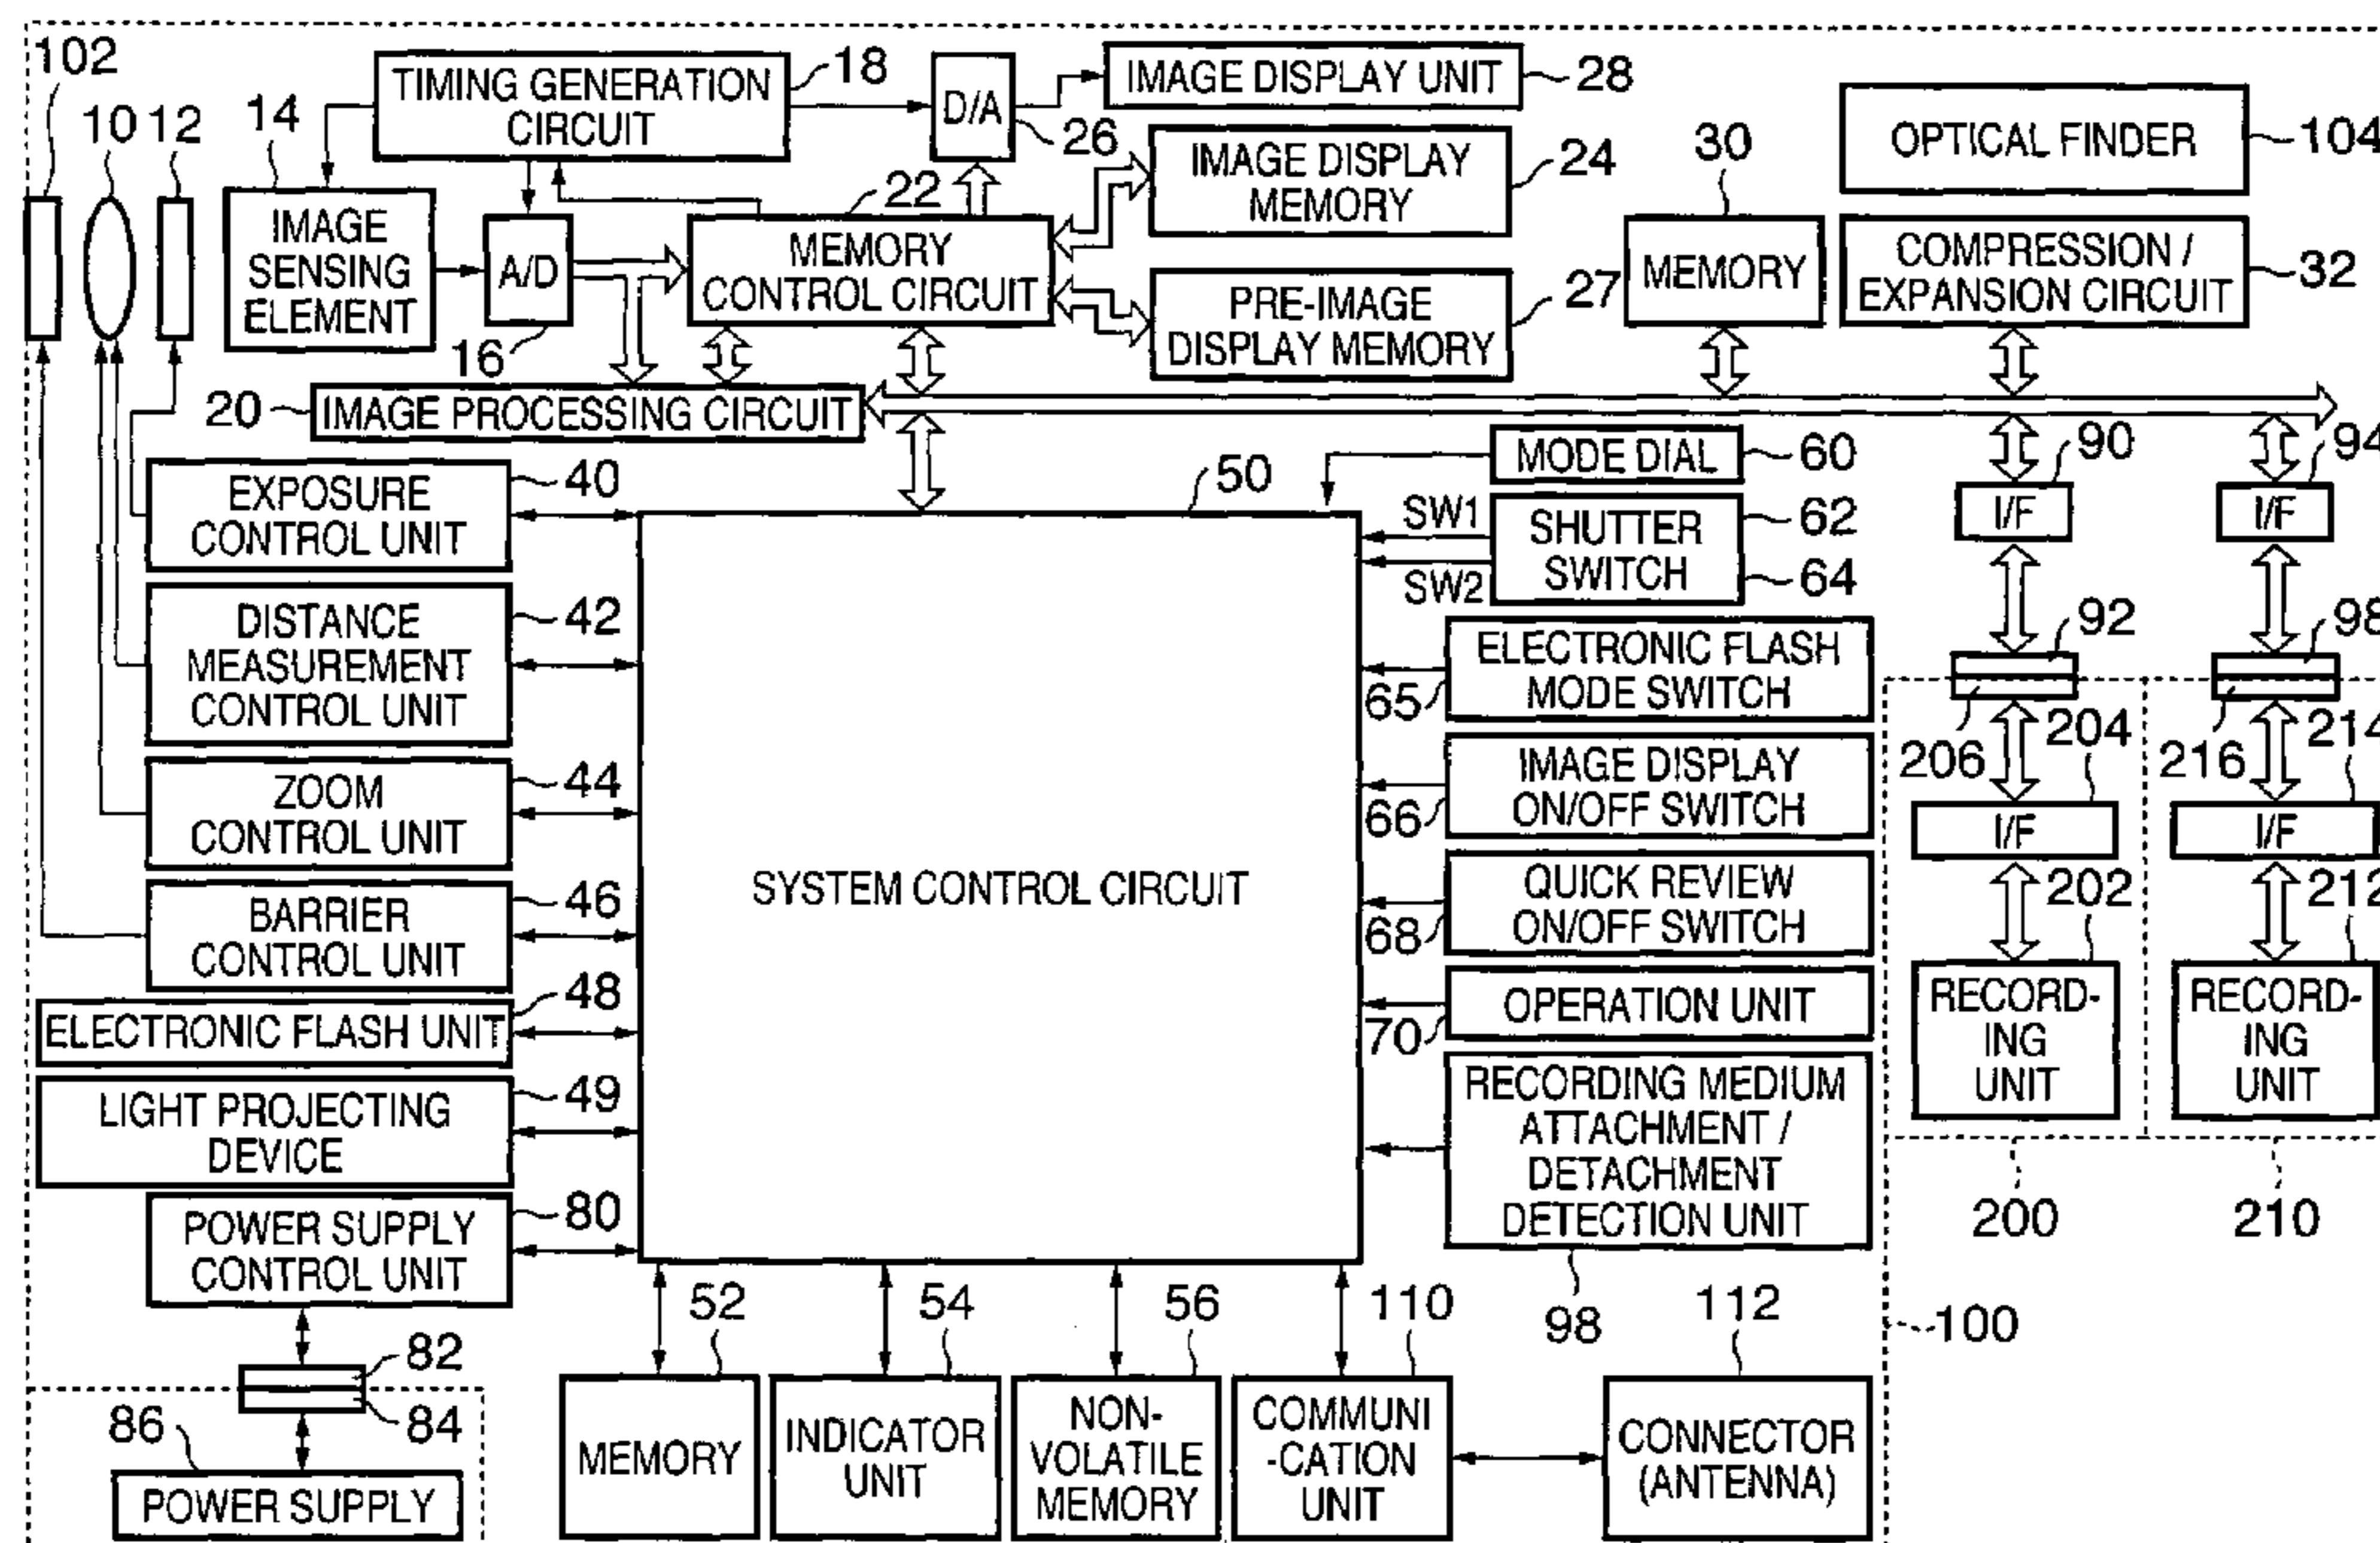 102
10
12
14
TIMING GENERATION
CIRCUIT
18
D/A
26
IMAGE DISPLAY UNIT
28
IMAGE DISPLAY
MEMORY
24
30
OPTICAL FINDER
104
IMAGE
SENSING
ELEMENT
A/D
16
22
MEMORY
CONTROL CIRCUIT
PRE-IMAGE
DISPLAY MEMORY
27
MEMORY
COMPRESSION /
EXPANSION CIRCUIT
32
20
IMAGE PROCESSING CIRCUIT
EXPOSURE
CONTROL UNIT
40
50
MODE DIAL
60
90
94
I/F
I/F
SW1
SW2
SHUTTER
SWITCH
62
64
DISTANCE
MEASUREMENT
CONTROL UNIT
42
ELECTRONIC FLASH
MODE SWITCH
65
92
98
206
204
216
214
ZOOM
CONTROL UNIT
44
IMAGE DISPLAY
ON/OFF SWITCH
66
I/F
I/F
SYSTEM CONTROL CIRCUIT
BARRIER
CONTROL UNIT
46
QUICK REVIEW
ON/OFF SWITCH
68
202
212
ELECTRONIC FLASH UNIT
48
OPERATION UNIT
70
RECORD-
ING
UNIT
RECORD-
ING
UNIT
LIGHT PROJECTING
DEVICE
49
RECORDING MEDIUM
ATTACHMENT /
DETACHMENT
DETECTION UNIT
98
200
210
POWER SUPPLY
CONTROL UNIT
80
100
82
84
86
POWER SUPPLY
52
MEMORY
54
INDICATOR
UNIT
56
NON-
VOLATILE
MEMORY
110
COMMUNI
-CATION
UNIT
112
CONNECTOR
(ANTENNA)